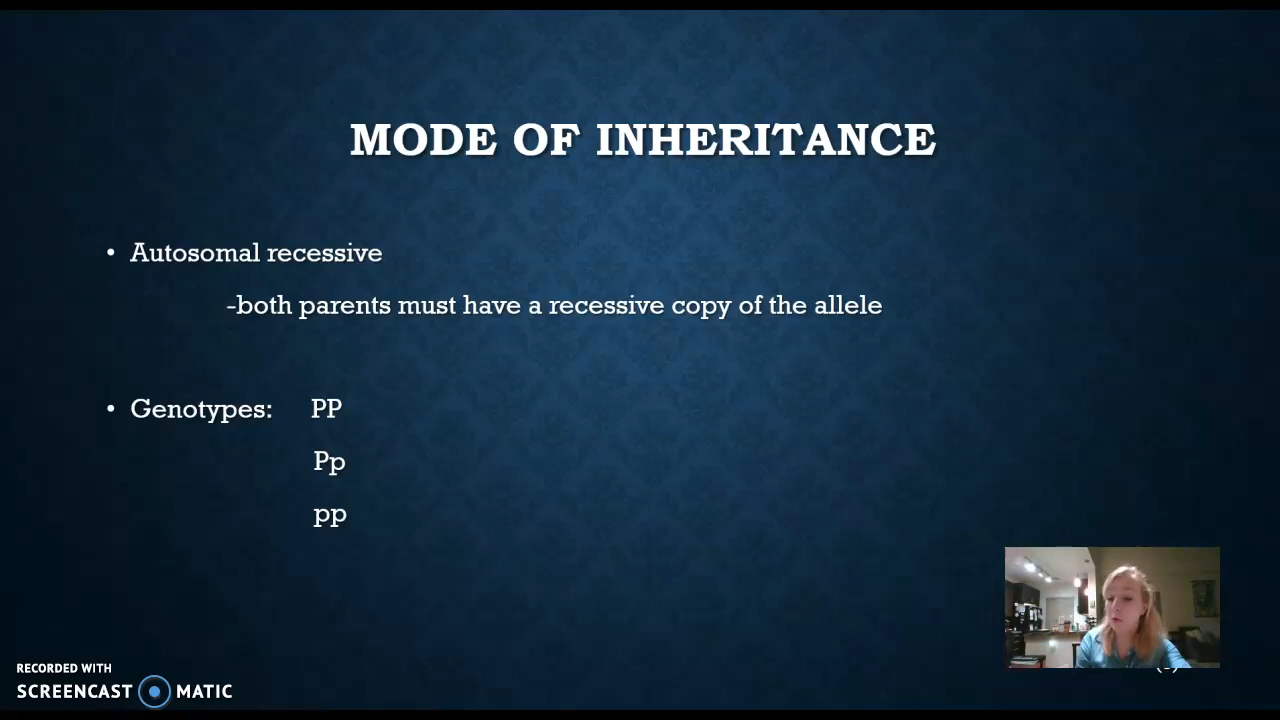 MODE OF INHERITANCE
• Autosomal recessive
-both parents must have a recessive copy of the allele
• Genotypes: PP
Pp
pp
RECORDED WITH
SCREENCAST MATIC